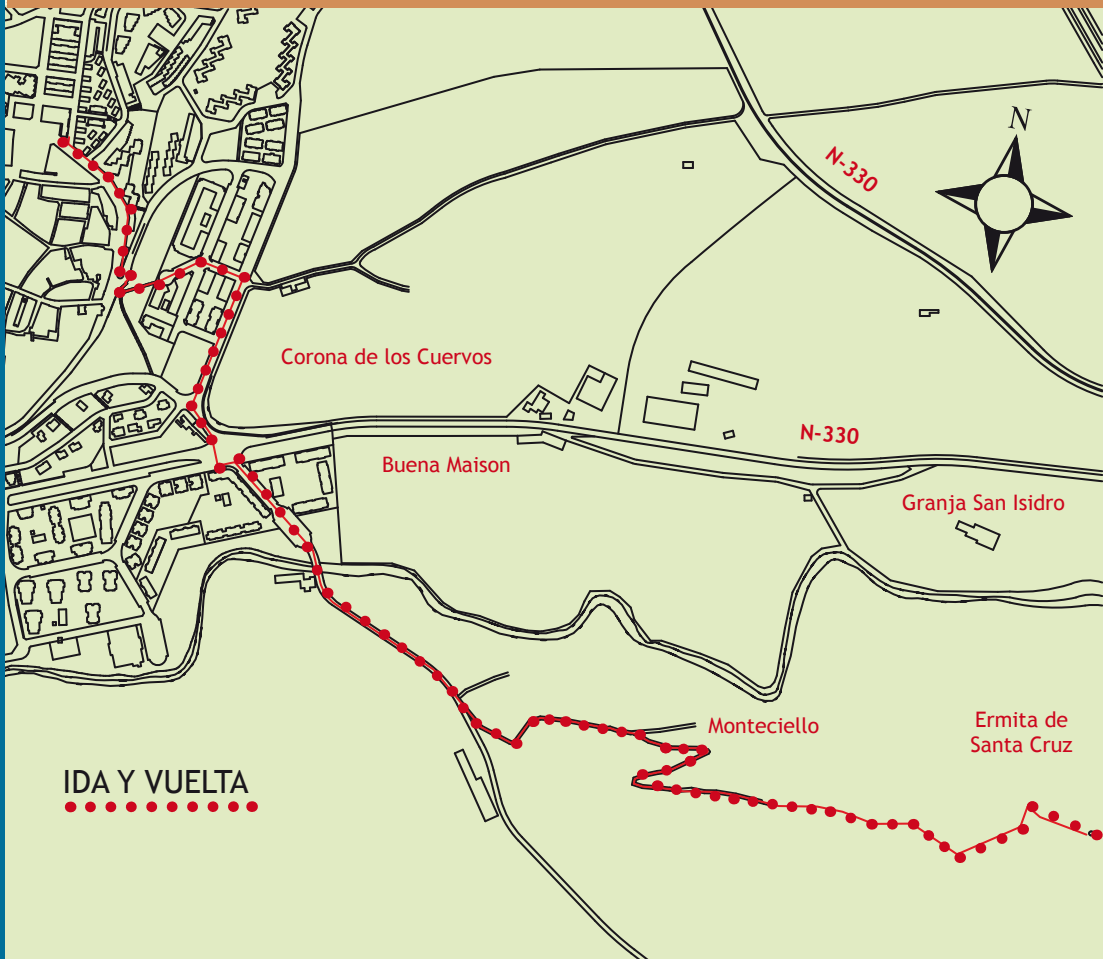 N
N-330
Corona de los Cuervos
N-330
Buena Maison
Granja San Isidro
Monteciello
Ermita de
Santa Cruz
IDA Y VUELTA